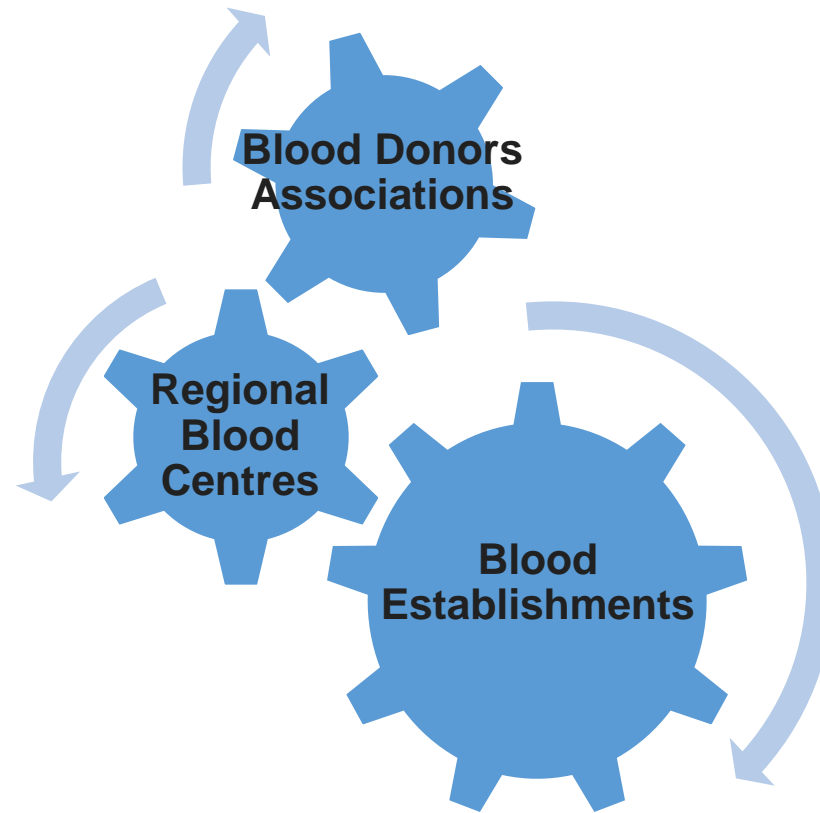 Blood Donors
Associations
Regional
Blood
Centres
Blood
Establishments